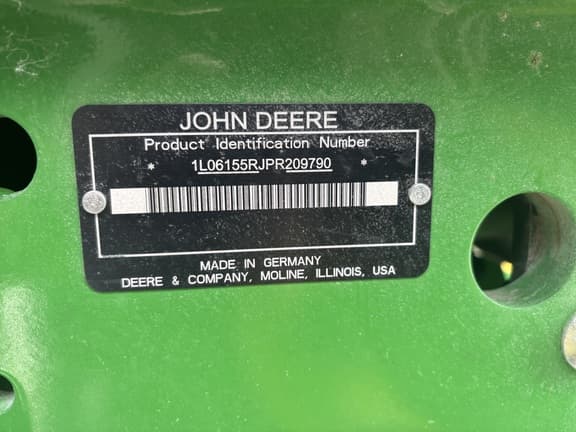 JOHN DEERE
Product Identification Number
* 1L06155RJPR209790 *
MADE IN GERMANY
DEERE & COMPANY, MOLINE, ILLINOIS, USA